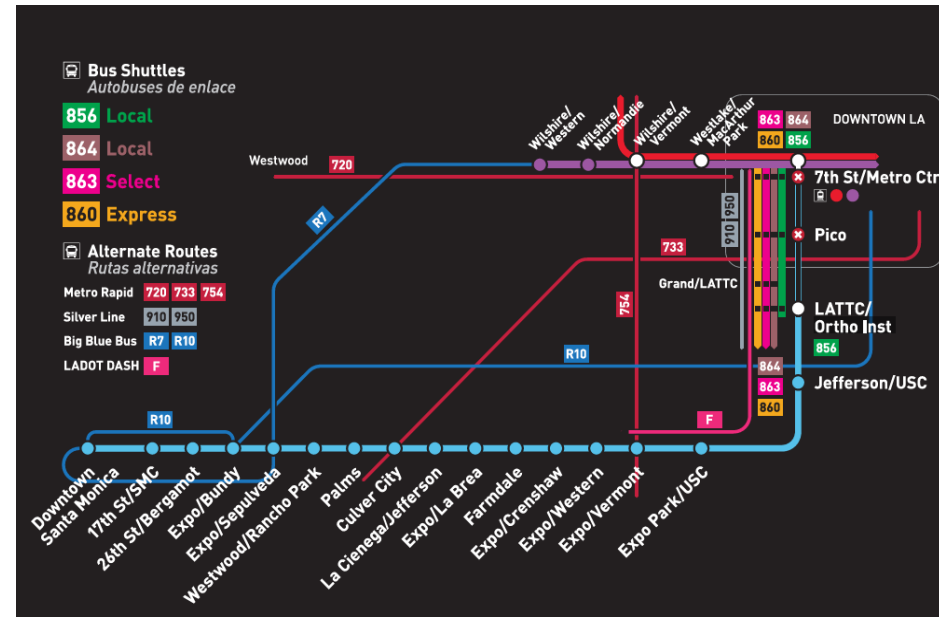 Bus Shuttles
Autobuses de enlace
856 Local
864 Local
863 Select
860 Express
Alternate Routes
Rutas alternativas
Metro Rapid 720 733 754
Silver Line 910 950
Big Blue Bus R7 R10
LADOT DASH F
Westwood
720
R7
Wilshire/
Western
Wilshire/
Normandie
Wilshire/
Vermont
Westlake/
MacArthur
Park
863 864
860 856
DOWNTOWN LA
7th St/Metro Ctr
Pico
910 950
733
Grand/LATTC
754
LATTC/
Ortho Inst
856
R10
864
863
860
Jefferson/USC
F
R10
Downtown
Santa Monica
17th St/SMC
26th St/Bergamot
Expo/Bundy
Expo/Sepulveda
Westwood/Rancho Park
Palms
Culver City
La Cienega/Jefferson
Expo/La Brea
Farmdale
Expo/Crenshaw
Expo/Western
Expo/Vermont
Expo Park/USC